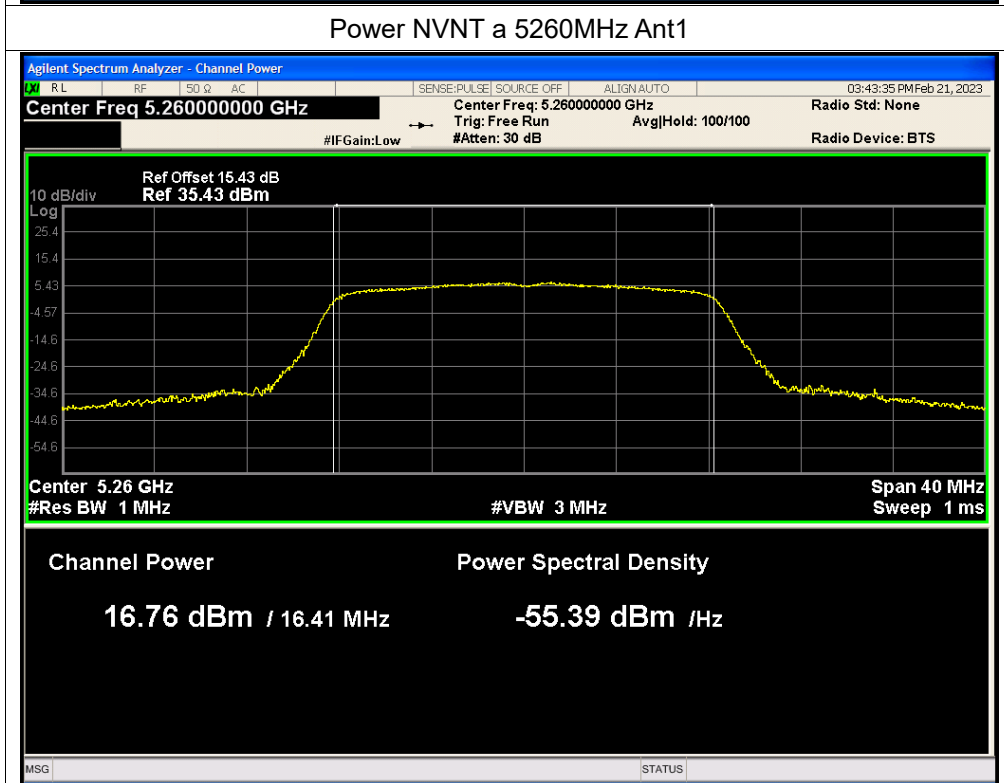 Power NVNT a 5260MHz Ant1
Agilent Spectrum Analyzer - Channel Power
LXI RL RF 50 Ω AC SENSE:PULSE SOURCE OFF ALIGN AUTO 03:43:35 PM Feb 21, 2023
Center Freq 5.260000000 GHz Center Freq: 5.260000000 GHz Radio Std: None
Trig: Free Run Avg|Hold: 100/100
#IFGain:Low #Atten: 30 dB Radio Device: BTS
Ref Offset 15.43 dB
10 dB/div Ref 35.43 dBm
Log
25.4
15.4
5.43
-4.57
-14.6
-24.6
-34.6
-44.6
-54.6
Center 5.26 GHz Span 40 MHz
#Res BW 1 MHz #VBW 3 MHz Sweep 1 ms
Channel Power Power Spectral Density
16.76 dBm / 16.41 MHz -55.39 dBm /Hz
MSG STATUS